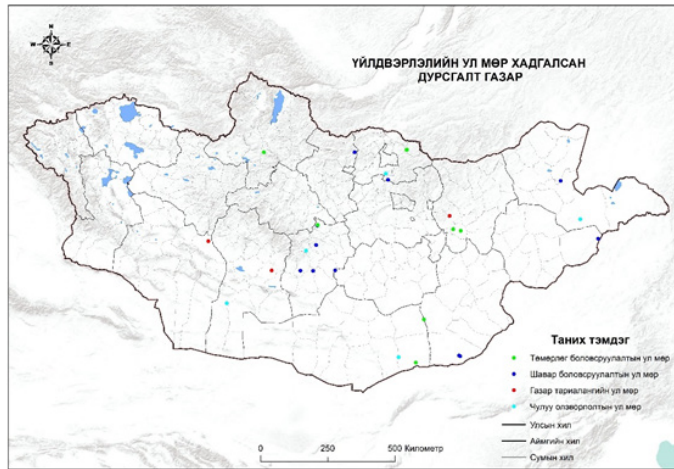 N
W E
S
ҮЙЛДВЭРЛЭЛИЙН УЛ МӨР ХАДГАЛСАН
ДУРСГАЛТ ГАЗАР
Таних тэмдэг
Төмөрлөг боловсруулалтын ул мөр
Шавар боловсруулалтын ул мөр
Газар тариалангийн ул мөр
Чулуу олзворлолтын ул мөр
Улсын хил
Аймгийн хил
Сумын хил
0 250 500 Километр